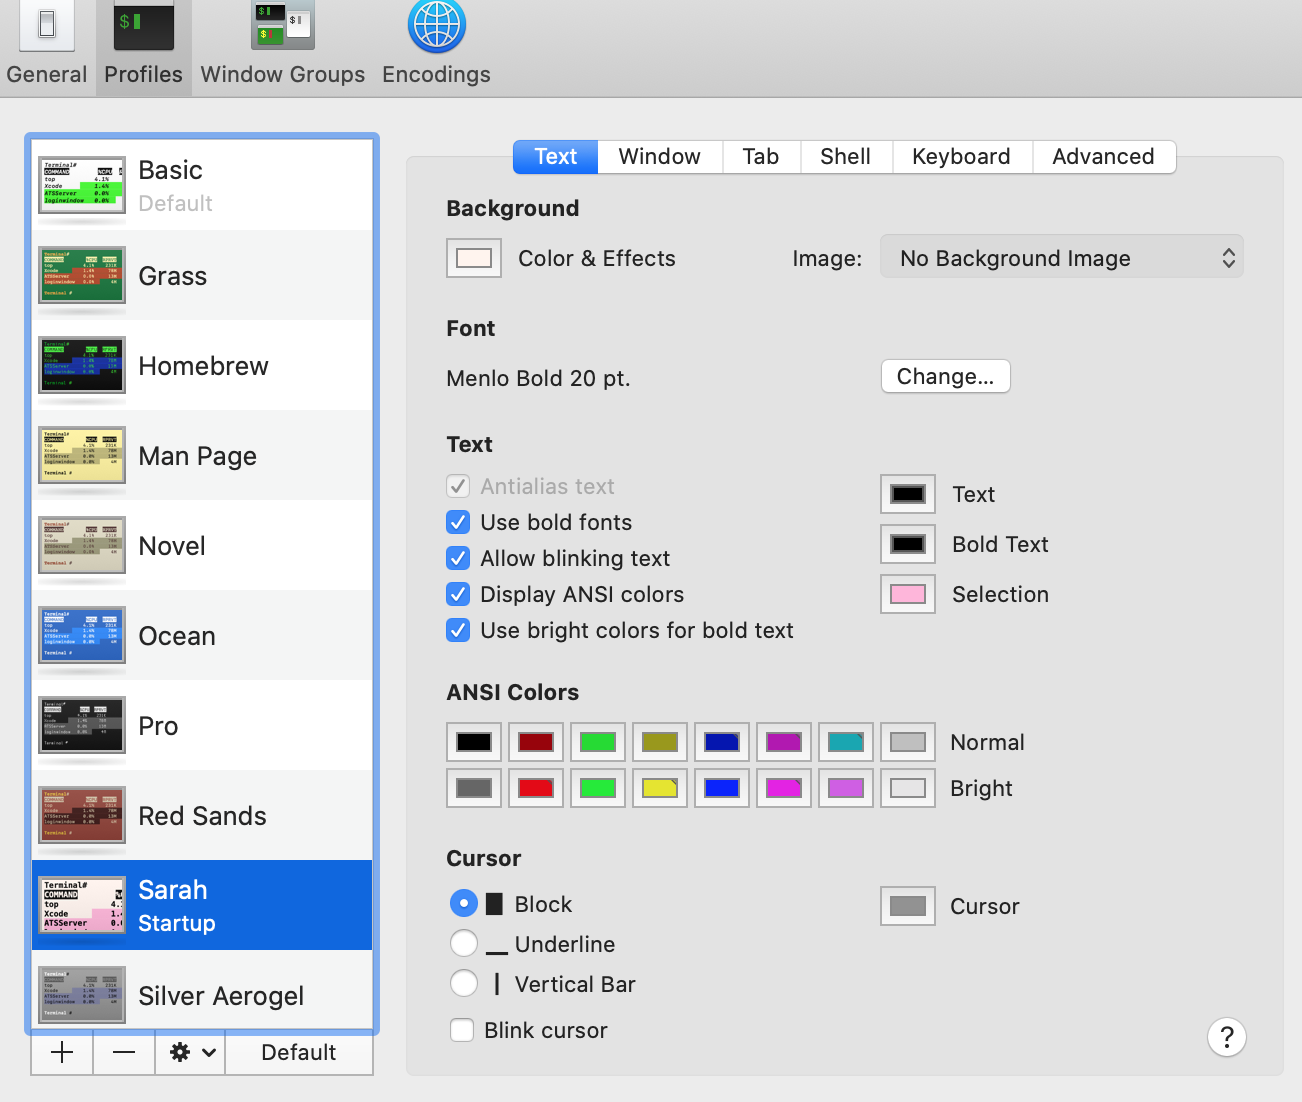 General Profiles Window Groups Encodings
Basic
Default
Grass
Homebrew
Man Page
Novel
Ocean
Pro
Red Sands
Sarah
Startup
Silver Aerogel
Default
Text Window Tab Shell Keyboard Advanced
Background
Color & Effects Image: No Background Image
Font
Menlo Bold 20 pt. Change...
Text
Antialias text
Use bold fonts
Allow blinking text
Display ANSI colors
Use bright colors for bold text
Text
Bold Text
Selection
ANSI Colors
Normal
Bright
Cursor
Block
Underline
Vertical Bar
Blink cursor
Cursor
?